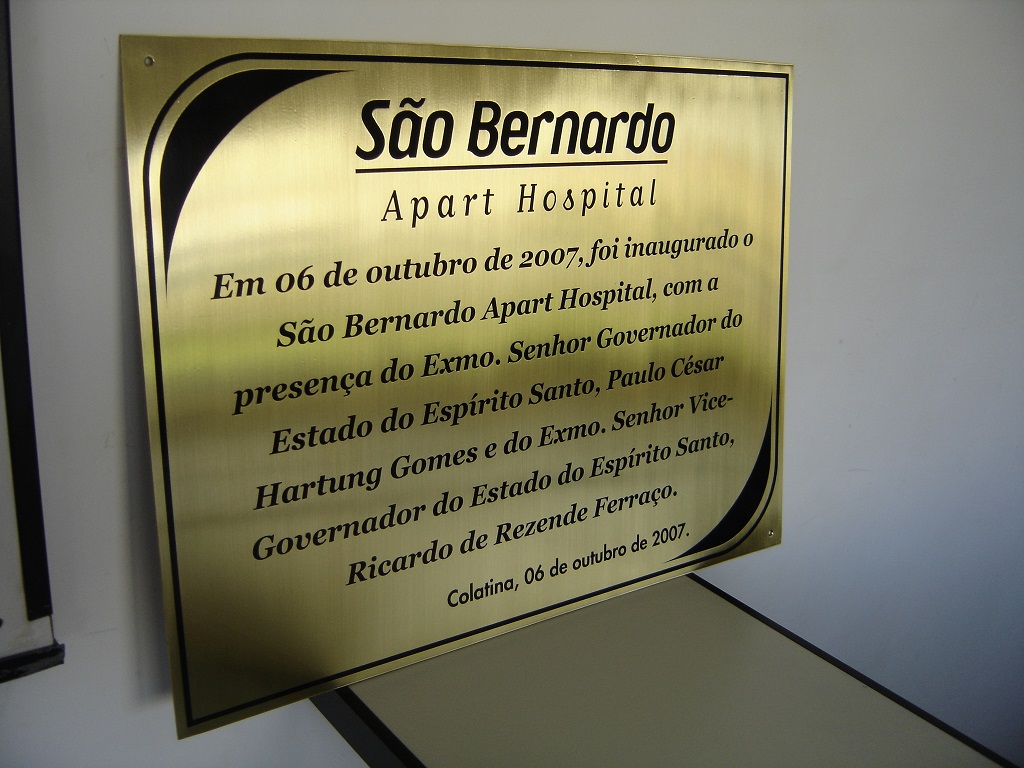 São Bernardo
Apart Hospital
Em 06 de outubro de 2007, foi inaugurado o
São Bernardo Apart Hospital, com a
presença do Exmo. Senhor Governador do
Estado do Espírito Santo, Paulo César
Hartung Gomes e do Exmo. Senhor Vice-
Governador do Estado do Espírito Santo,
Ricardo de Rezende Ferraço.
Colatina, 06 de outubro de 2007.